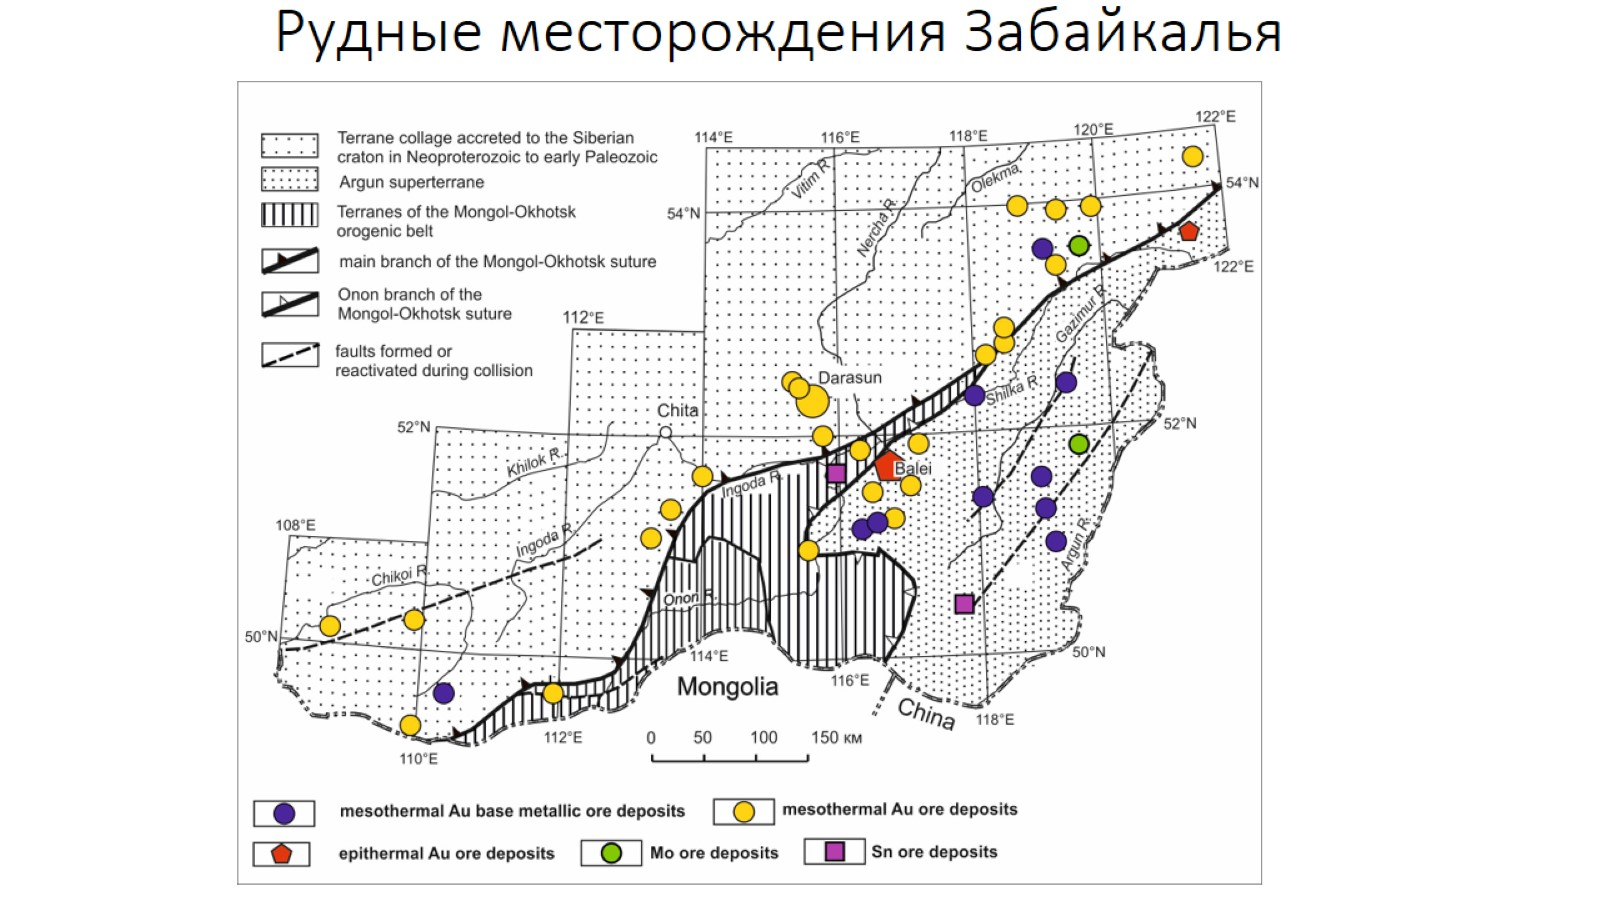 Рудные месторождения Забайкалья
Terrane collage accreted to the Siberian
craton in Neoproterozoic to early Paleozoic
Argun superterrane
Terranes of the Mongol-Okhotsk
orogenic belt
main branch of the Mongol-Okhotsk suture
Onon branch of the
Mongol-Okhotsk suture
faults formed or
reactivated during collision
114°E
116°E
118°E
120°E
122°E
54°N
54°N
Vitim R.
Olekma
Nercha R.
122°E
112°E
Gazimur R.
Darasun
Shilka R.
Chita
52°N
52°N
Khilok R.
Balei
Ingoda R.
108°E
Ingoda R.
Argun R.
Chikoi R.
Onon R.
50°N
50°N
114°E
116°E
Mongolia
China
118°E
112°E
110°E
0 50 100 150 км
mesothermal Au base metallic ore deposits
mesothermal Au ore deposits
epithermal Au ore deposits
Mo ore deposits
Sn ore deposits